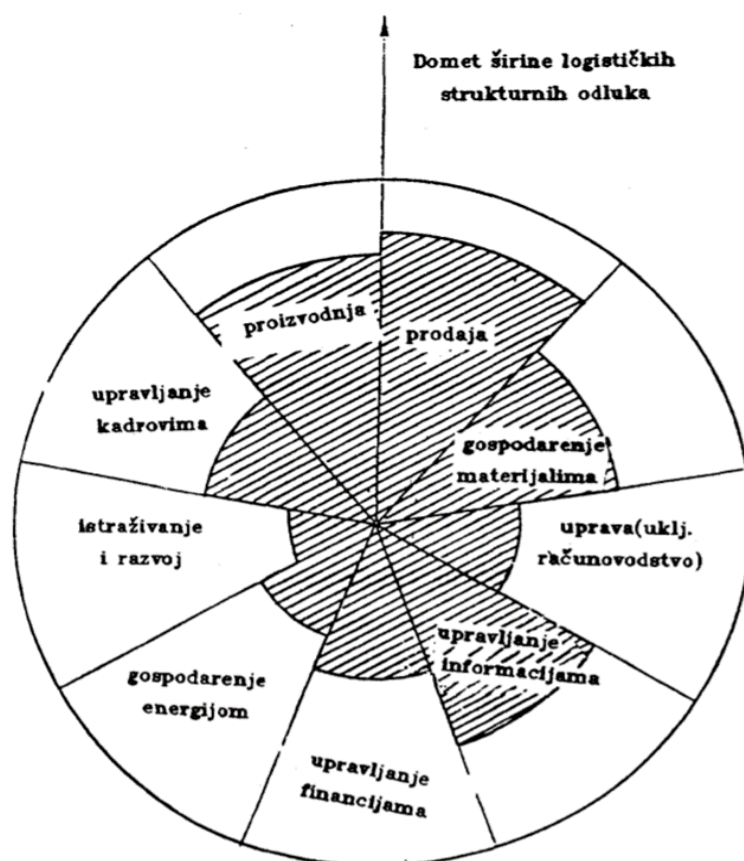 Domet širine logističkih
strukturnih odluka
proizvodnja
prodaja
upravljanje
kadrovima
gospodarenje
materijalima
istraživanje
i razvoj
uprava(uklj.
računovodstvo)
upravljanje
informacijama
gospodarenje
energijom
upravljanje
financijama